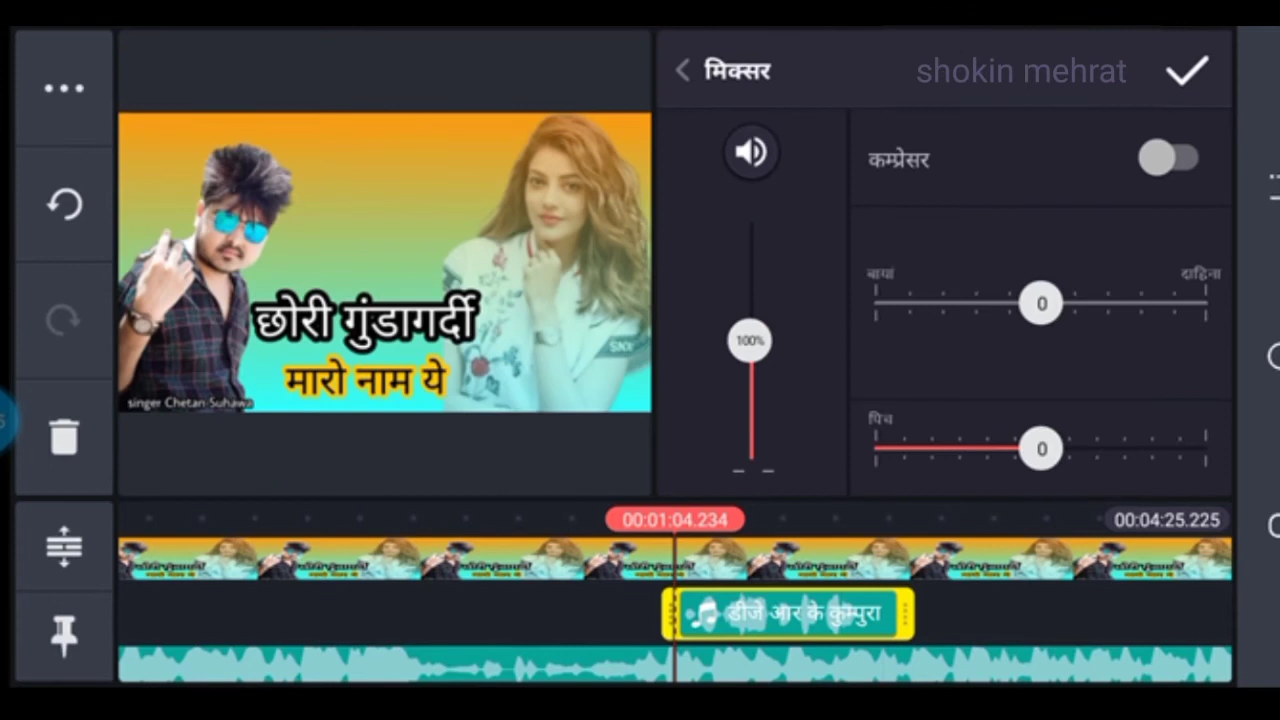 मिक्सर
shokin mehrat
कम्प्रेसर
100%
बायां
दाहिना
0
पिच
0
छोरी गुंडागर्दी
मारो नाम ये
singer Chetan Suhawa
SNX
00:01:04.234
00:04:25.225
डीजे आर के कुम्पुरा